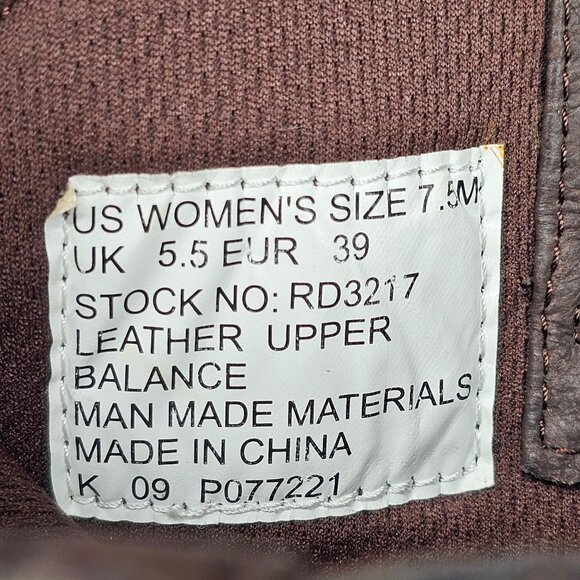 US WOMEN'S SIZE 7.5M
UK 5.5 EUR 39
STOCK NO: RD3217
LEATHER UPPER
BALANCE
MAN MADE MATERIALS
MADE IN CHINA
K 09 P077221